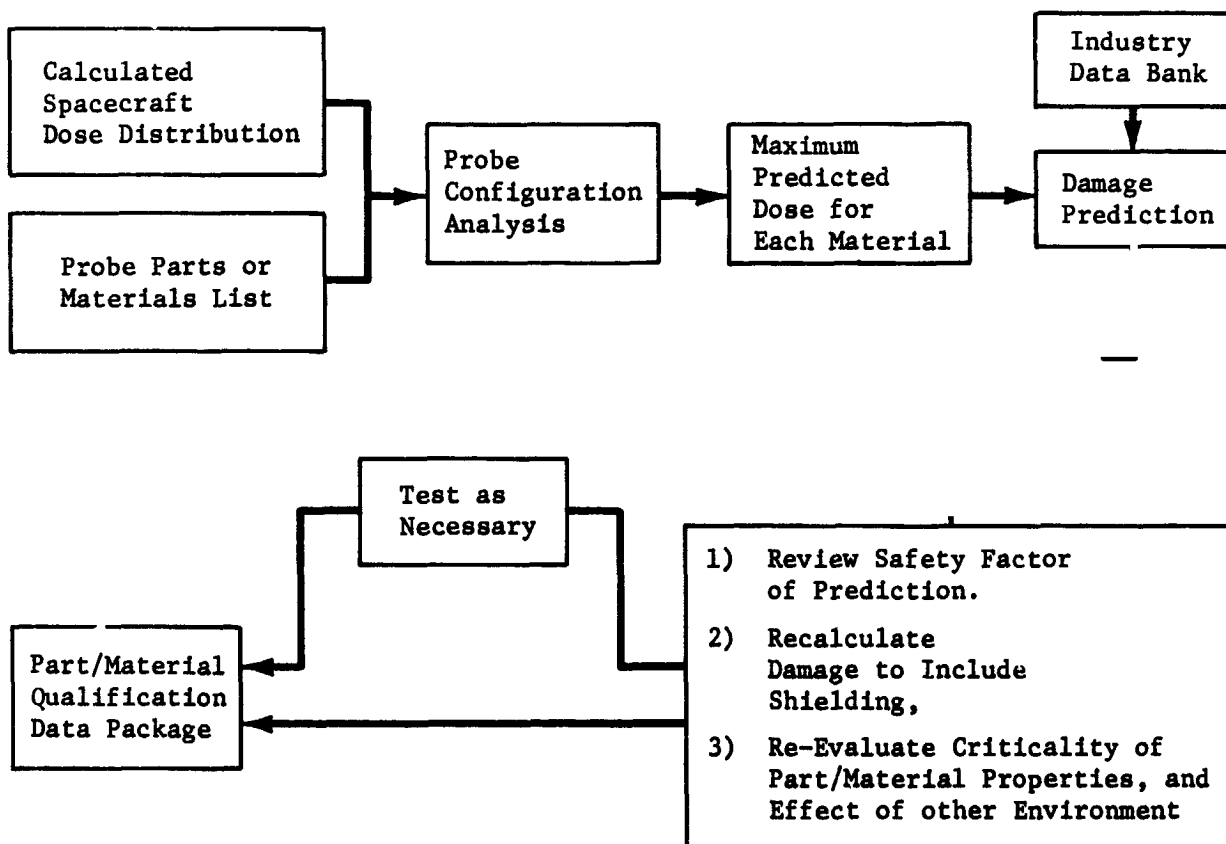 Calculated
Spacecraft
Dose Distribution
Probe Parts or
Materials List
Probe
Configuration
Analysis
Maximum
Predicted
Dose for
Each Material
Industry
Data Bank
Damage
Prediction
Test as
Necessary
Part/Material
Qualification
Data Package
1) Review Safety Factor
of Prediction.
2) Recalculate
Damage to Include
Shielding,
3) Re-Evaluate Criticality of
Part/Material Properties, and
Effect of other Environment